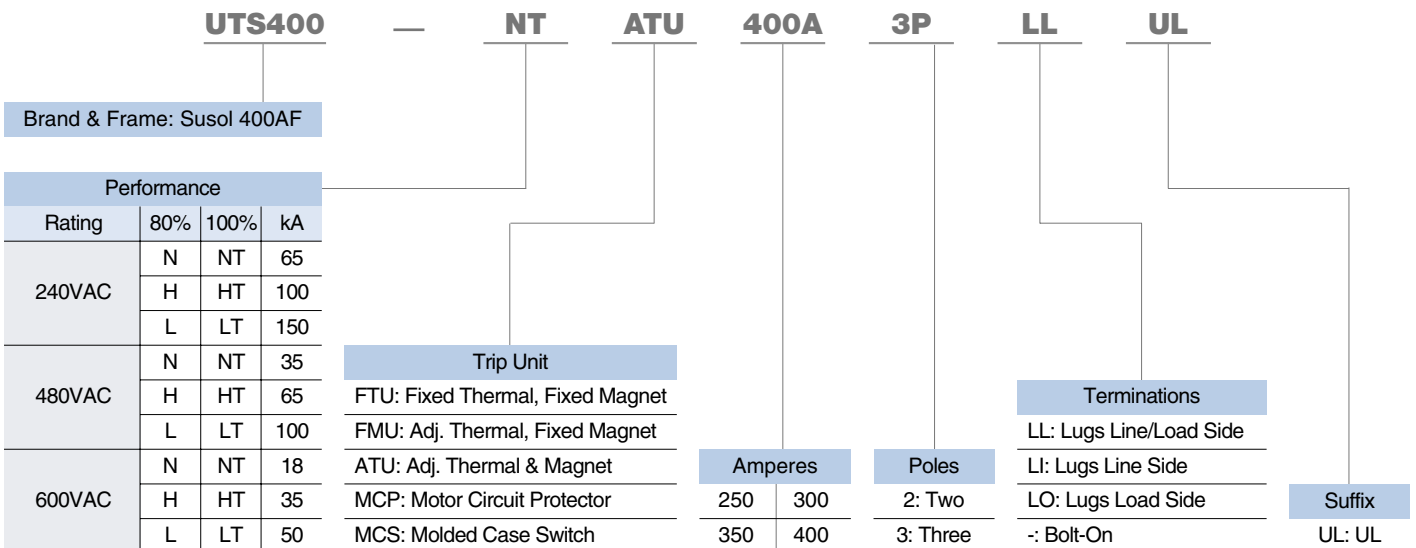 UTS400 — NT ATU 400A 3P LL UL
Brand & Frame: Susol 400AF
Performance
Rating 80% 100% kA
240VAC
N NT 65
H HT 100
L LT 150
480VAC
N NT 35
H HT 65
L LT 100
600VAC
N NT 18
H HT 35
L LT 50
Trip Unit
FTU: Fixed Thermal, Fixed Magnet
FMU: Adj. Thermal, Fixed Magnet
ATU: Adj. Thermal & Magnet
MCP: Motor Circuit Protector
MCS: Molded Case Switch
Amperes
250 300
350 400
Poles
2: Two
3: Three
Terminations
LL: Lugs Line/Load Side
LI: Lugs Line Side
LO: Lugs Load Side
-: Bolt-On
Suffix
UL: UL